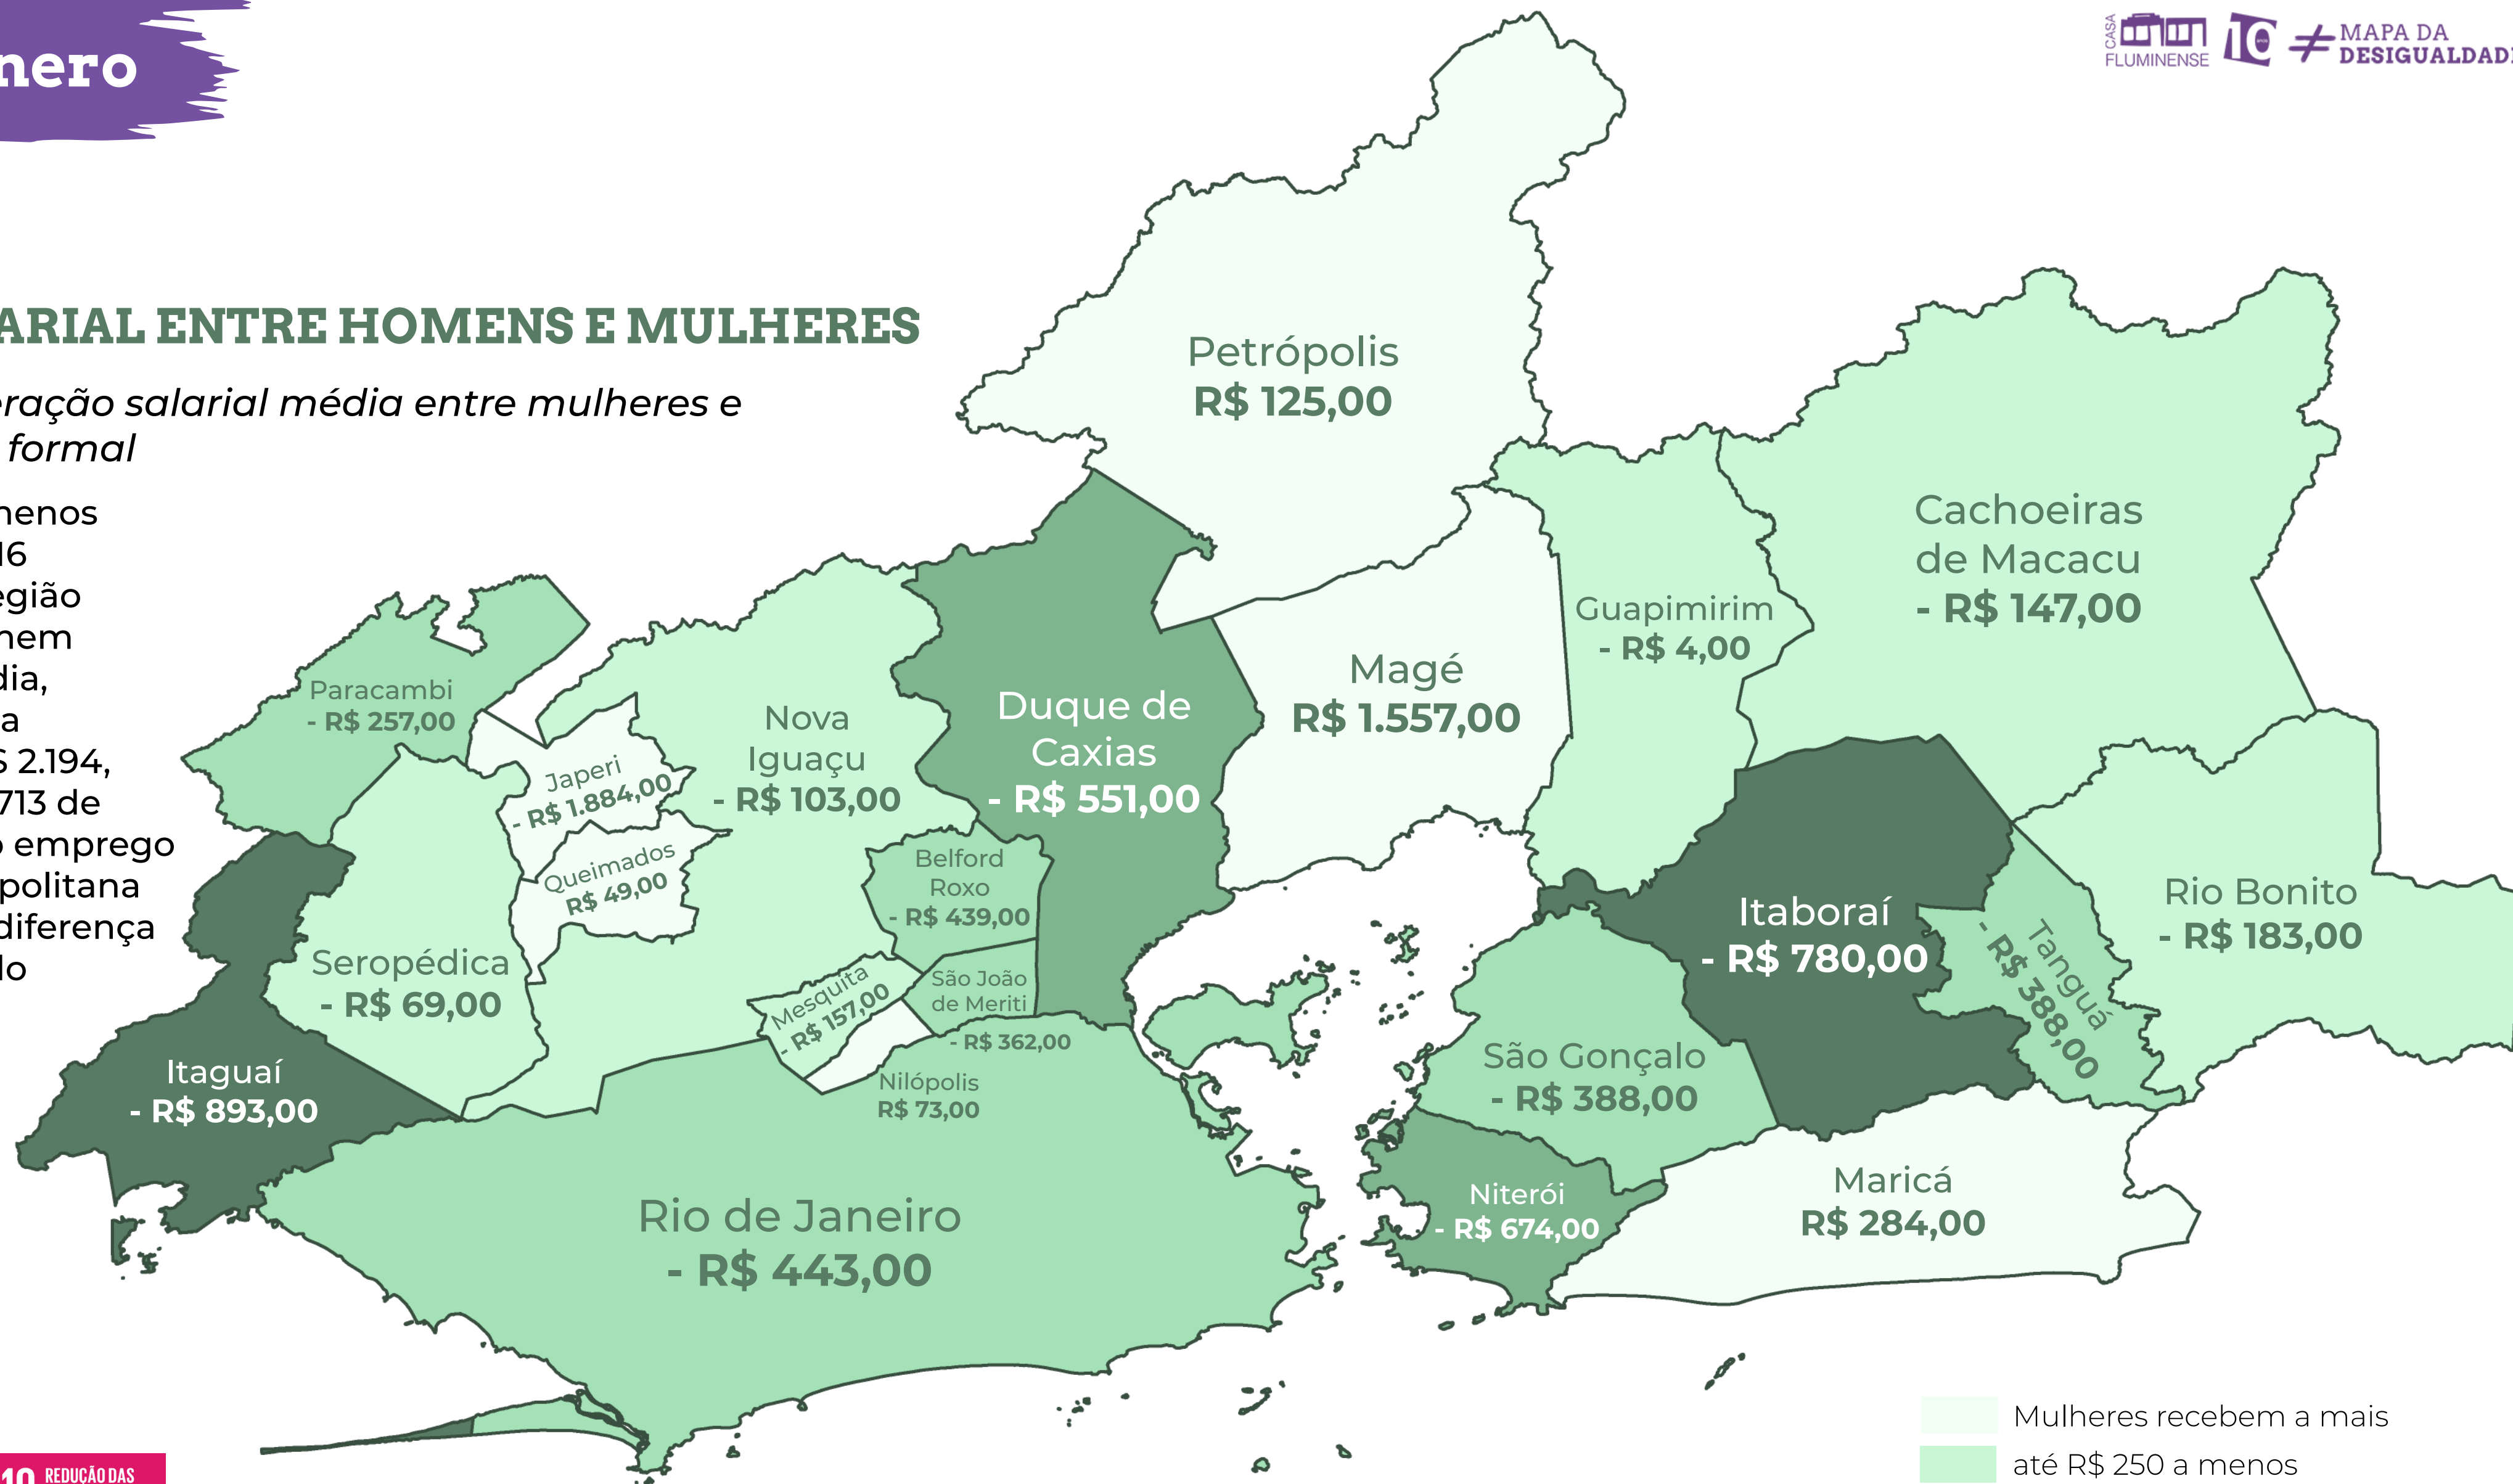 nero
CASA
FLUMINENSE
10
anos
≠ MAPA DA
DESIGUALDADE
ARIAL ENTRE HOMENS E MULHERES
eração salarial média entre mulheres e
formal
nenos
16
egião
nem
dia,
a
$ 2.194,
713 de
o emprego
politana
diferença
do
Petrópolis
R$ 125,00
Cachoeiras
de Macacu
- R$ 147,00
Guapimirim
- R$ 4,00
Magé
R$ 1.557,00
Duque de
Caxias
- R$ 551,00
Nova
Iguaçu
- R$ 103,00
Paracambi
- R$ 257,00
Japeri
- R$ 1.884,00
Queimados
R$ 49,00
Belford
Roxo
- R$ 439,00
Seropédica
- R$ 69,00
Mesquita
- R$ 157,00
São João
de Meriti
- R$ 362,00
Nilópolis
R$ 73,00
Itaguaí
- R$ 893,00
Rio de Janeiro
- R$ 443,00
Itaboraí
- R$ 780,00
Tanguà
- R$ 388,00
Rio Bonito
- R$ 183,00
São Gonçalo
- R$ 388,00
Niterói
- R$ 674,00
Maricá
R$ 284,00
Mulheres recebem a mais
até R$ 250 a menos
10 REDUÇÃO DAS